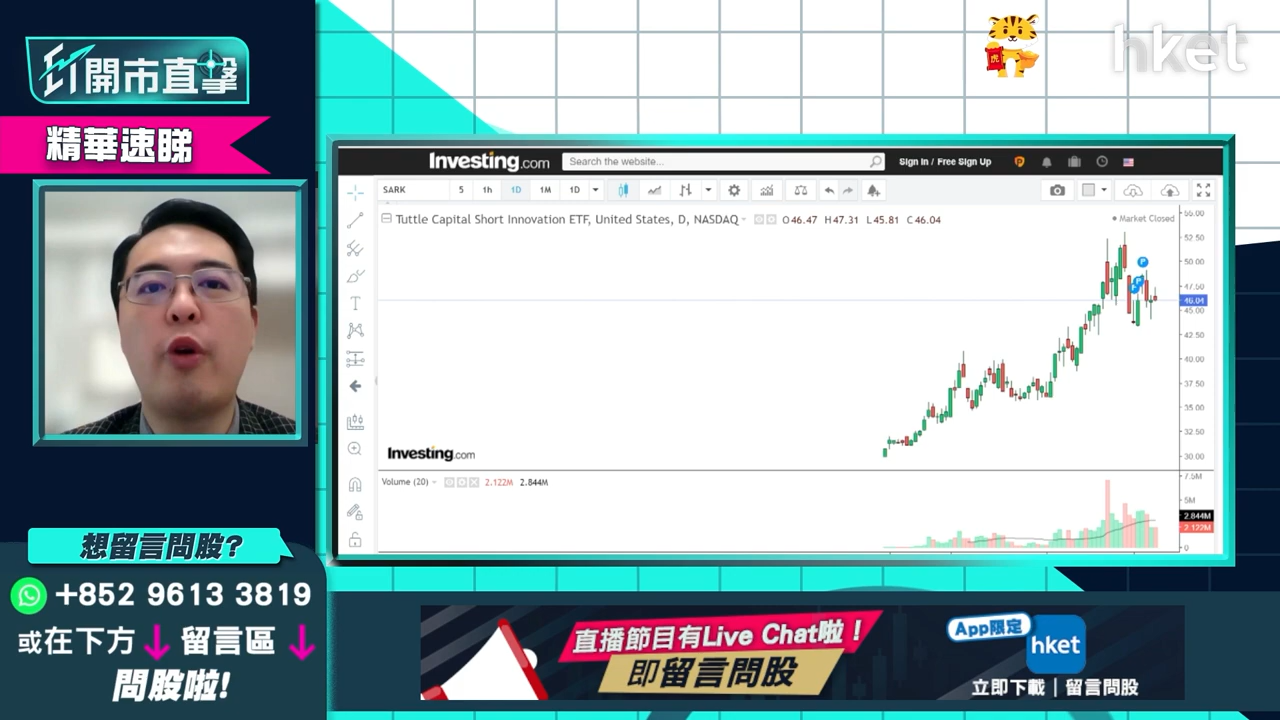 ET開市直擊
精華速睇
hket
虎
Investing.com
Search the website...
Sign In / Free Sign Up
SARK
5
1h
1D
1M
1D
Tuttle Capital Short Innovation ETF, United States, D, NASDAQ
O46.47 H47.31 L45.81 C46.04
Market Closed
55.00
52.50
50.00
47.50
46.04
45.00
42.50
40.00
37.50
35.00
32.50
30.00
P
P
P
Investing.com
Volume (20)
2.122M 2.844M
7.5M
5M
2.844M
2.122M
0
想留言問股?
+852 9613 3819
或在下方 留言區
問股啦!
直播節目有Live Chat啦！
即留言問股
App限定
hket
立即下載｜留言問股